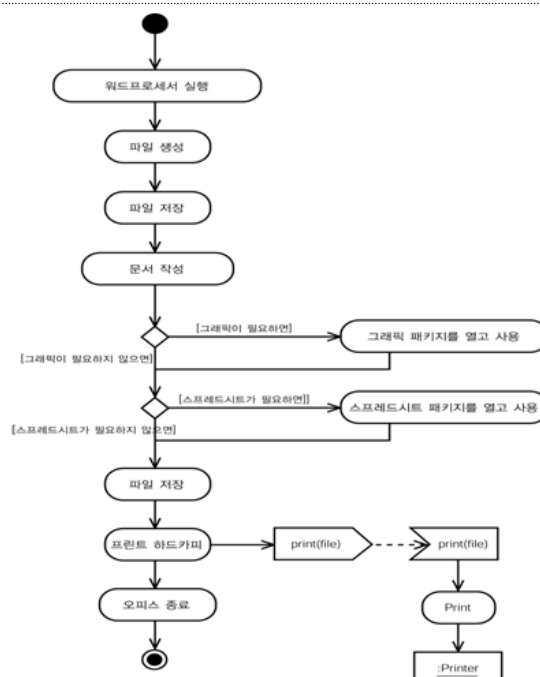 워드프로세서 실행
파일 생성
파일 저장
문서 작성
[그래픽이 필요하면]
그래픽 패키지를 열고 사용
[그래픽이 필요하지 않으면]
[스프레드시트가 필요하면]]
스프레드시트 패키지를 열고 사용
[스프레드시트가 필요하지 않으면]
파일 저장
프린트 하드카피
print(file)
print(file)
오피스 종료
Print
:Printer